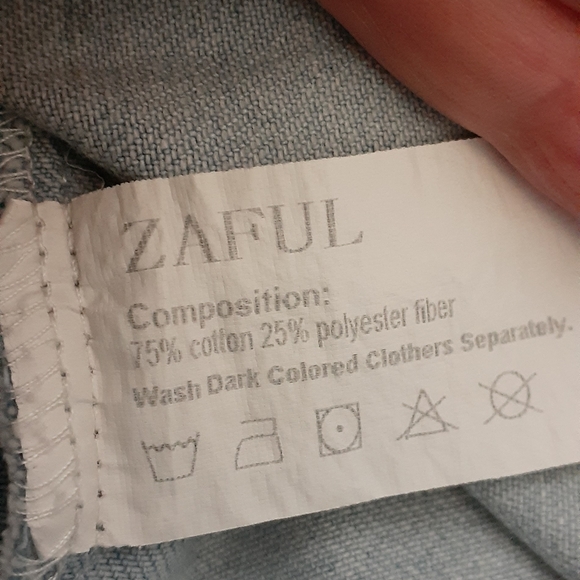 ZAFUL
Composition:
75% cotton 25% polyester fiber
Wash Dark Colored Clothers Separately.